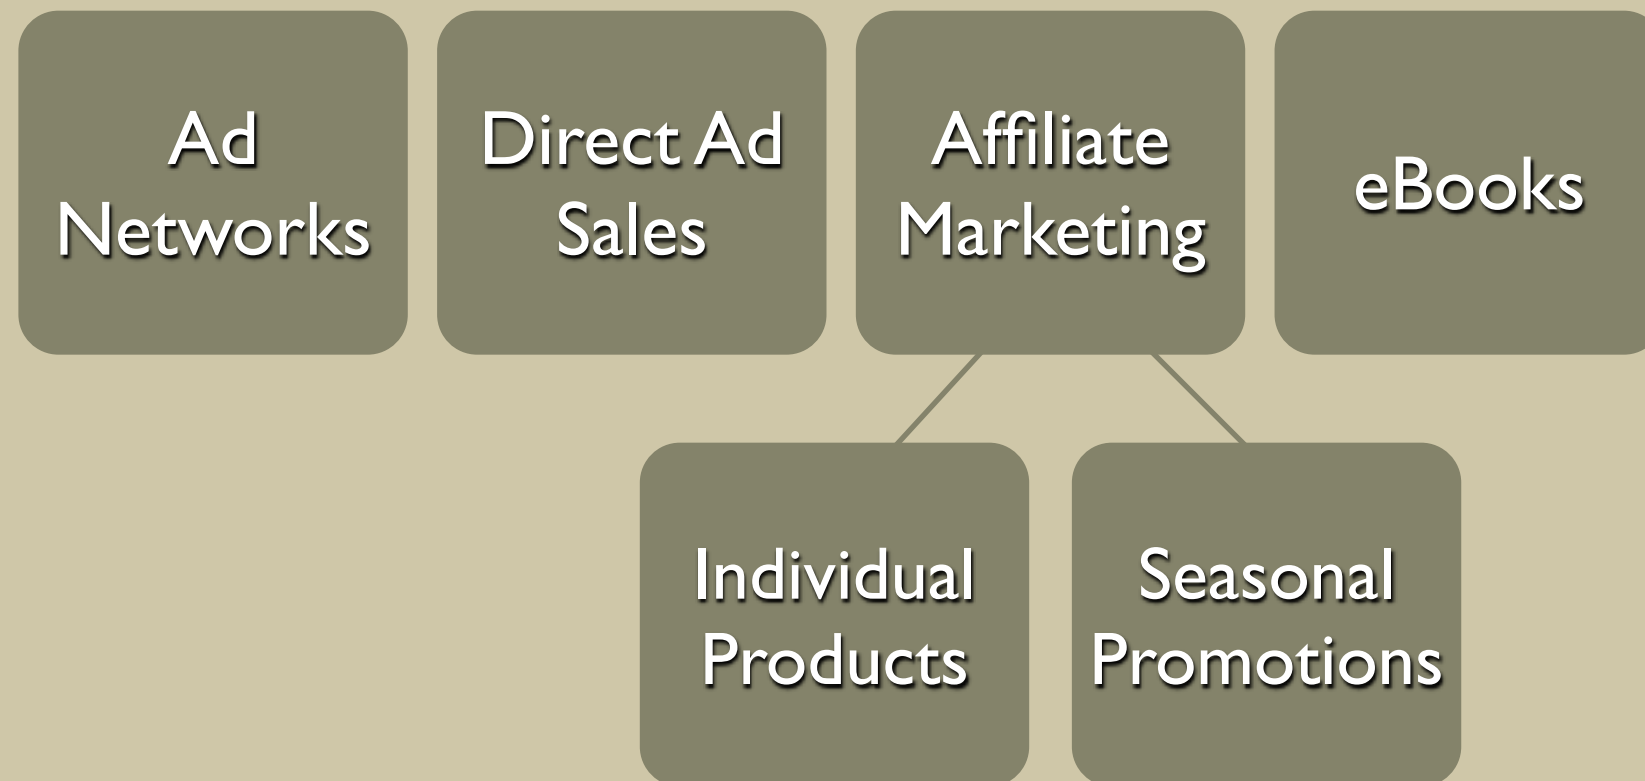 Ad
Networks
Direct Ad
Sales
Affiliate
Marketing
eBooks
Individual
Products
Seasonal
Promotions